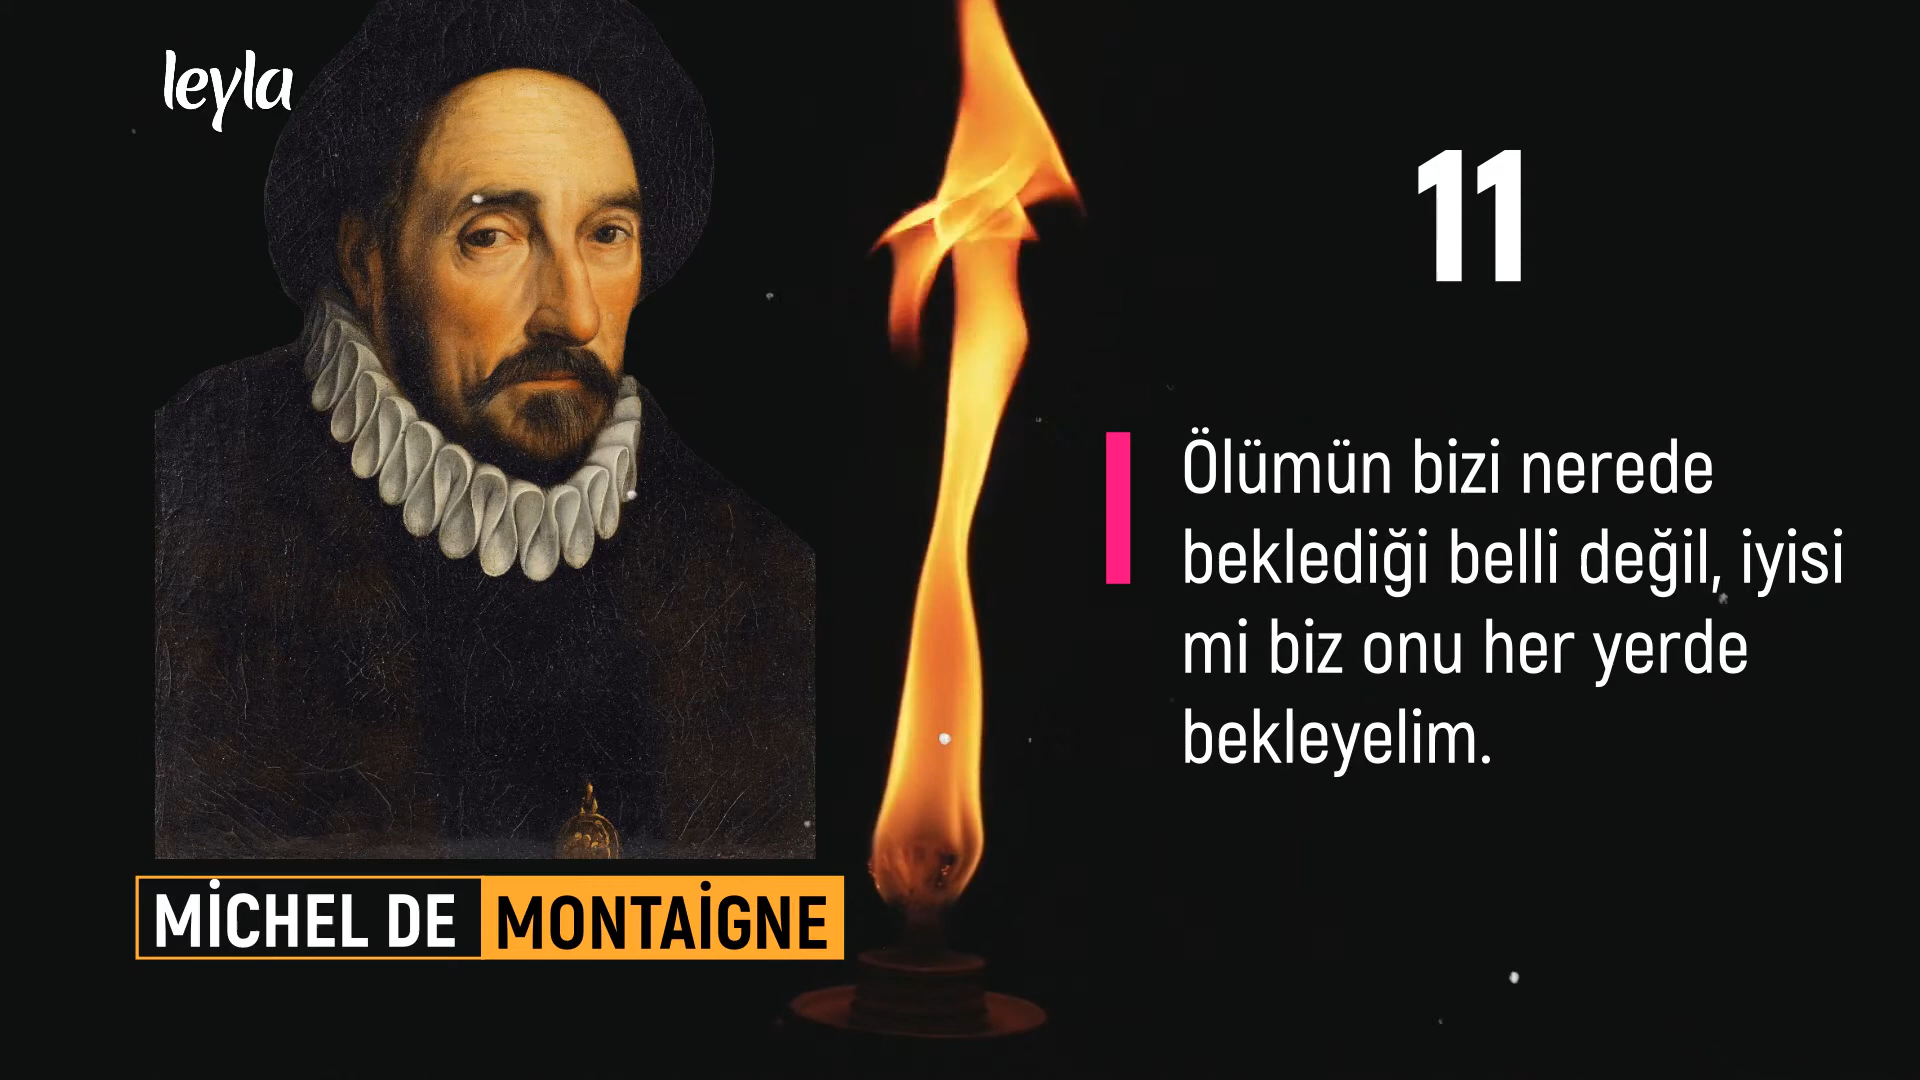 leyla
11
Ölümün bizi nerede
beklediği belli değil, iyisi
mi biz onu her yerde
bekleyelim.
MİCHEL DE MONTAİGNE